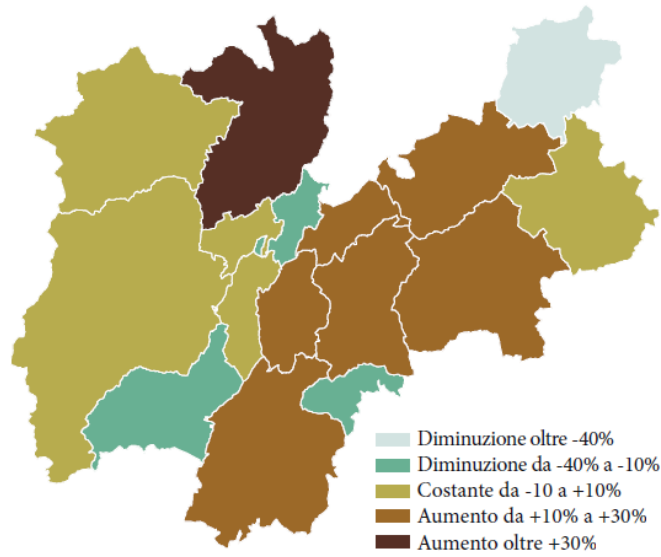 Diminuzione oltre -40%
Diminuzione da -40% a -10%
Costante da -10 a +10%
Aumento da +10% a +30%
Aumento oltre +30%